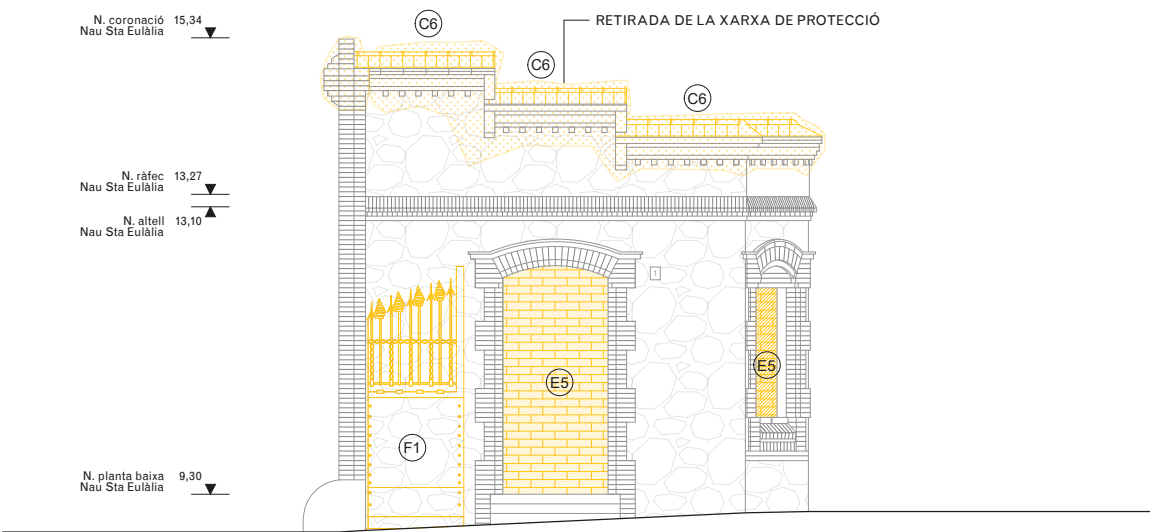 N. coronació 15,34
Nau Sta Eulàlia
C6
RETIRADA DE LA XARXA DE PROTECCIÓ
C6
C6
N. ràfec 13,27
Nau Sta Eulàlia
N. altell 13,10
Nau Sta Eulàlia
1
E5
E5
F1
N. planta baixa 9,30
Nau Sta Eulàlia